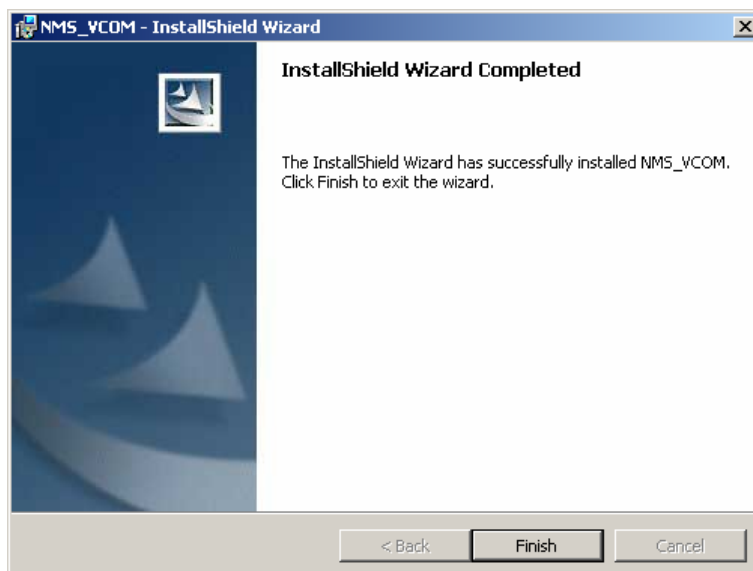 NMS_VCOM - InstallShield Wizard
InstallShield Wizard Completed
The InstallShield Wizard has successfully installed NMS_VCOM.
Click Finish to exit the wizard.
< Back
Finish
Cancel